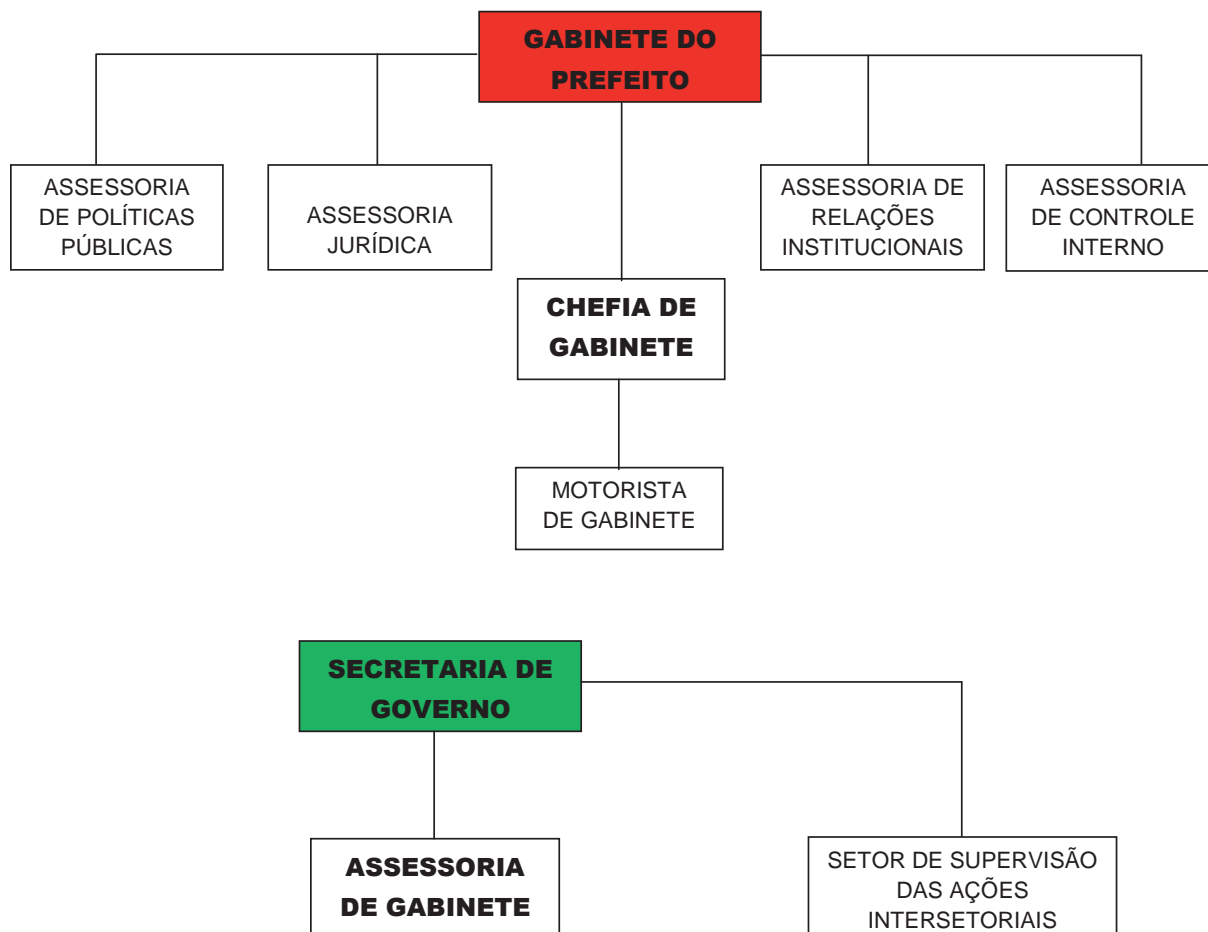 GABINETE DO
PREFEITO
ASSESSORIA
DE POLÍTICAS
PÚBLICAS
ASSESSORIA
JURÍDICA
ASSESSORIA DE
RELAÇÕES
INSTITUCIONAIS
ASSESSORIA
DE CONTROLE
INTERNO
CHEFIA DE
GABINETE
MOTORISTA
DE GABINETE
SECRETARIA DE
GOVERNO
ASSESSORIA
DE GABINETE
SETOR DE SUPERVISÃO
DAS AÇÕES
INTERSETORIAIS